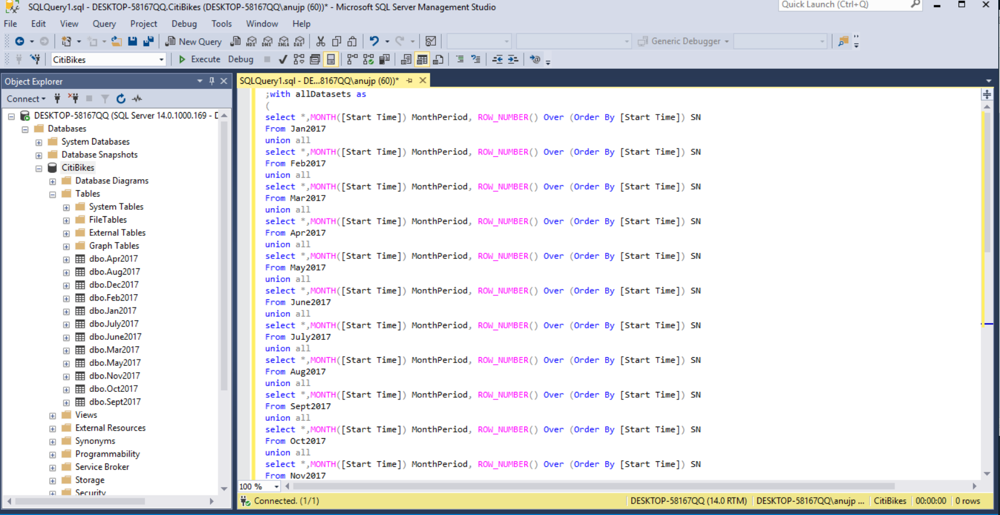 SQLQuery1.sql - DESKTOP-58167QQ.CitiBikes (DESKTOP-58167QQ\anujp (60))* - Microsoft SQL Server Management Studio
Quick Launch (Ctrl+Q)
File Edit View Query Project Debug Tools Window Help
New Query MDX DMX XMLA DAX Generic Debugger
CitiBikes Execute Debug
Object Explorer
SQLQuery1.sql - DE...8167QQ\anujp (60))*
Connect
DESKTOP-58167QQ (SQL Server 14.0.1000.169 - D
Databases
System Databases
Database Snapshots
CitiBikes
Database Diagrams
Tables
System Tables
FileTables
External Tables
Graph Tables
dbo.Apr2017
dbo.Aug2017
dbo.Dec2017
dbo.Feb2017
dbo.Jan2017
dbo.July2017
dbo.June2017
dbo.Mar2017
dbo.May2017
dbo.Nov2017
dbo.Oct2017
dbo.Sept2017
Views
External Resources
Synonyms
Programmability
Service Broker
Storage
Security
;with allDatasets as
(
select *,MONTH([Start Time]) MonthPeriod, ROW_NUMBER() Over (Order By [Start Time]) SN
From Jan2017
union all
select *,MONTH([Start Time]) MonthPeriod, ROW_NUMBER() Over (Order By [Start Time]) SN
From Feb2017
union all
select *,MONTH([Start Time]) MonthPeriod, ROW_NUMBER() Over (Order By [Start Time]) SN
From Mar2017
union all
select *,MONTH([Start Time]) MonthPeriod, ROW_NUMBER() Over (Order By [Start Time]) SN
From Apr2017
union all
select *,MONTH([Start Time]) MonthPeriod, ROW_NUMBER() Over (Order By [Start Time]) SN
From May2017
union all
select *,MONTH([Start Time]) MonthPeriod, ROW_NUMBER() Over (Order By [Start Time]) SN
From June2017
union all
select *,MONTH([Start Time]) MonthPeriod, ROW_NUMBER() Over (Order By [Start Time]) SN
From July2017
union all
select *,MONTH([Start Time]) MonthPeriod, ROW_NUMBER() Over (Order By [Start Time]) SN
From Aug2017
union all
select *,MONTH([Start Time]) MonthPeriod, ROW_NUMBER() Over (Order By [Start Time]) SN
From Sept2017
union all
select *,MONTH([Start Time]) MonthPeriod, ROW_NUMBER() Over (Order By [Start Time]) SN
From Oct2017
union all
select *,MONTH([Start Time]) MonthPeriod, ROW_NUMBER() Over (Order By [Start Time]) SN
From Nov2017
100 %
Connected. (1/1) DESKTOP-58167QQ (14.0 RTM) DESKTOP-58167QQ\anujp ... CitiBikes 00:00:00 0 rows